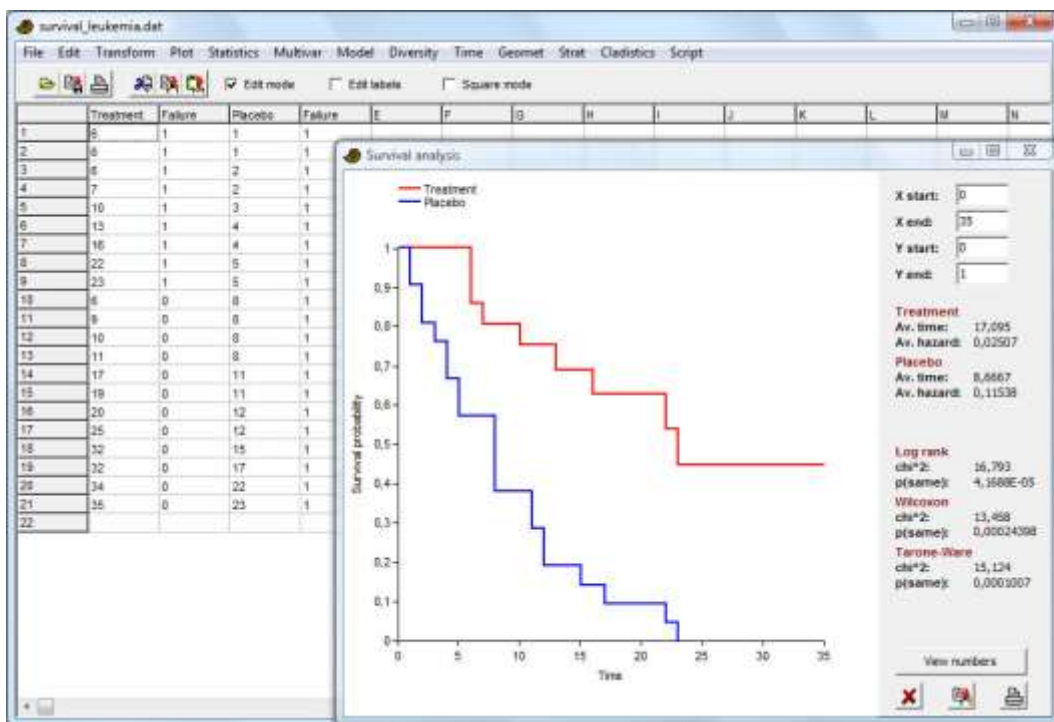 survival_leukemia.dat
File Edit Transform Plot Statistics Multivar Model Diversity Time Geomet Strat Cladistics Script
Edit mode Edit labels Square mode
Treatment Failure Placebo Failure E F G H I J K L M N
1 6 1 1 1
2 6 1 1 1
3 6 1 2 1
4 7 1 2 1
5 10 1 3 1
6 13 1 4 1
7 16 1 4 1
8 22 1 5 1
9 23 1 5 1
10 6 0 8 1
11 9 0 8 1
12 10 0 8 1
13 11 0 8 1
14 17 0 11 1
15 19 0 11 1
16 20 0 12 1
17 25 0 12 1
18 32 0 15 1
19 32 0 17 1
20 34 0 22 1
21 35 0 23 1
22
Survival analysis
Treatment
Placebo
1
0,9
0,8
0,7
0,6
0,5
0,4
0,3
0,2
0,1
0
Survival probability
0 5 10 15 20 25 30 35
Time
X start: 0
X end: 35
Y start: 0
Y end: 1
Treatment
Av. time: 17,095
Av. hazard: 0,02507
Placebo
Av. time: 8,6667
Av. hazard: 0,11538
Log rank
chi^2: 16,793
p(same): 4,1688E-05
Wilcoxon
chi^2: 13,458
p(same): 0,00024398
Tarone-Ware
chi^2: 15,124
p(same): 0,0001007
View numbers